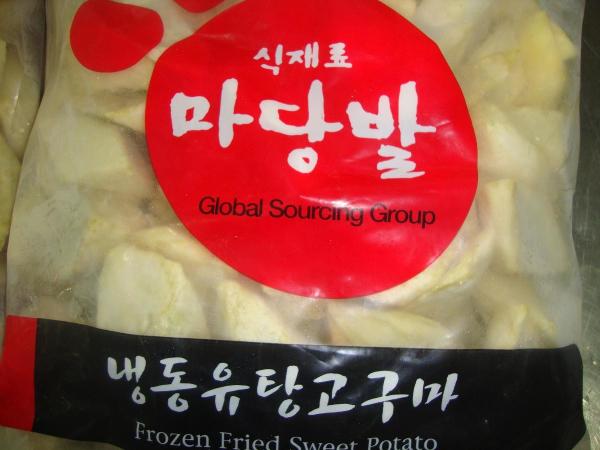 식재료
마당발
Global Sourcing Group
냉동유탕고구마
Frozen Fried Sweet Potato